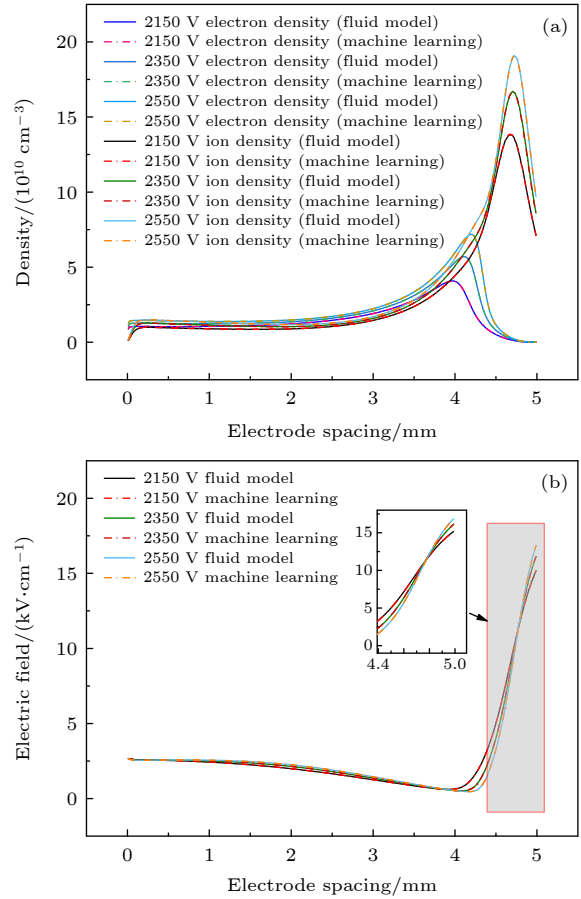 (a)
2150 V electron density (fluid model)
2150 V electron density (machine learning)
2350 V electron density (fluid model)
2350 V electron density (machine learning)
2550 V electron density (fluid model)
2550 V electron density (machine learning)
2150 V ion density (fluid model)
2150 V ion density (machine learning)
2350 V ion density (fluid model)
2350 V ion density (machine learning)
2550 V ion density (fluid model)
2550 V ion density (machine learning)
Density/(10¹⁰ cm⁻³)
20
15
10
5
0
0 1 2 3 4 5
Electrode spacing/mm
(b)
2150 V fluid model
2150 V machine learning
2350 V fluid model
2350 V machine learning
2550 V fluid model
2550 V machine learning
Electric field/(kV·cm⁻¹)
20
15
10
5
0
15
10
5
0
4.4 5.0
0 1 2 3 4 5
Electrode spacing/mm